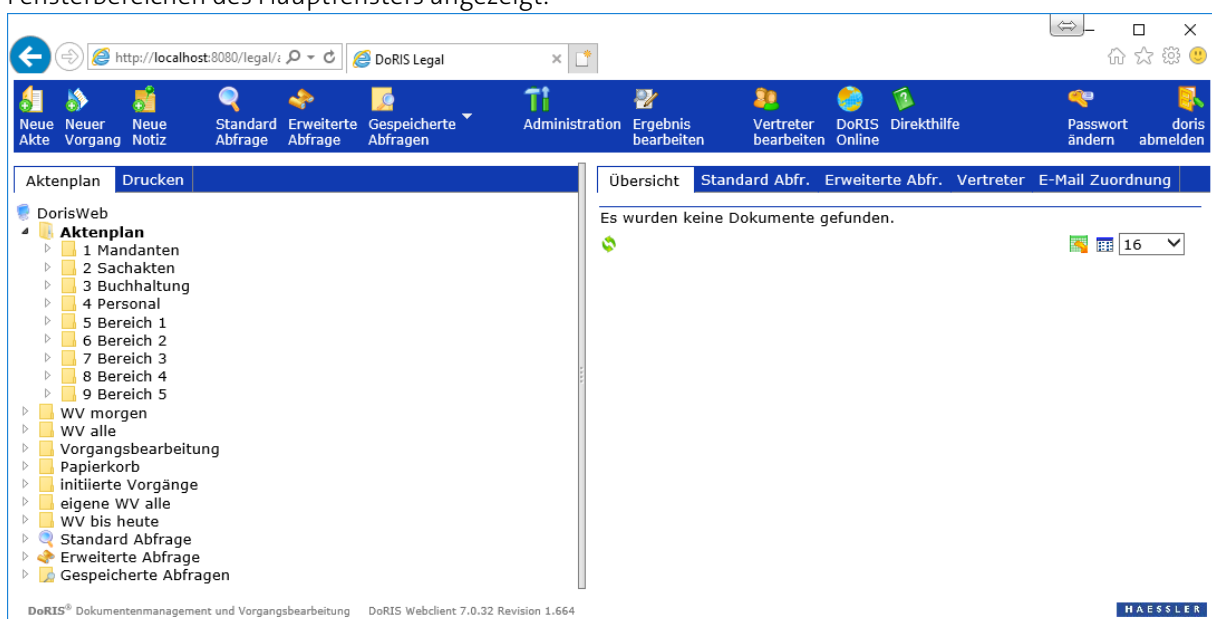 Fensterbereichen des Hauptfensters angezeigt.
http://localhost:8080/legal/a
DoRIS Legal
Neue Akte
Neuer Vorgang
Neue Notiz
Standard Abfrage
Erweiterte Abfrage
Gespeicherte Abfragen
Administration
Ergebnis bearbeiten
Vertreter bearbeiten
DoRIS Online
Direkthilfe
Passwort ändern
doris abmelden
Aktenplan Drucken
DorisWeb
Aktenplan
1 Mandanten
2 Sachakten
3 Buchhaltung
4 Personal
5 Bereich 1
6 Bereich 2
7 Bereich 3
8 Bereich 4
9 Bereich 5
WV morgen
WV alle
Vorgangsbearbeitung
Papierkorb
initiierte Vorgänge
eigene WV alle
WV bis heute
Standard Abfrage
Erweiterte Abfrage
Gespeicherte Abfragen
Übersicht Standard Abfr. Erweiterte Abfr. Vertreter E-Mail Zuordnung
Es wurden keine Dokumente gefunden.
16
DoRIS® Dokumentenmanagement und Vorgangsbearbeitung DoRIS Webclient 7.0.32 Revision 1.664
HAESSLER